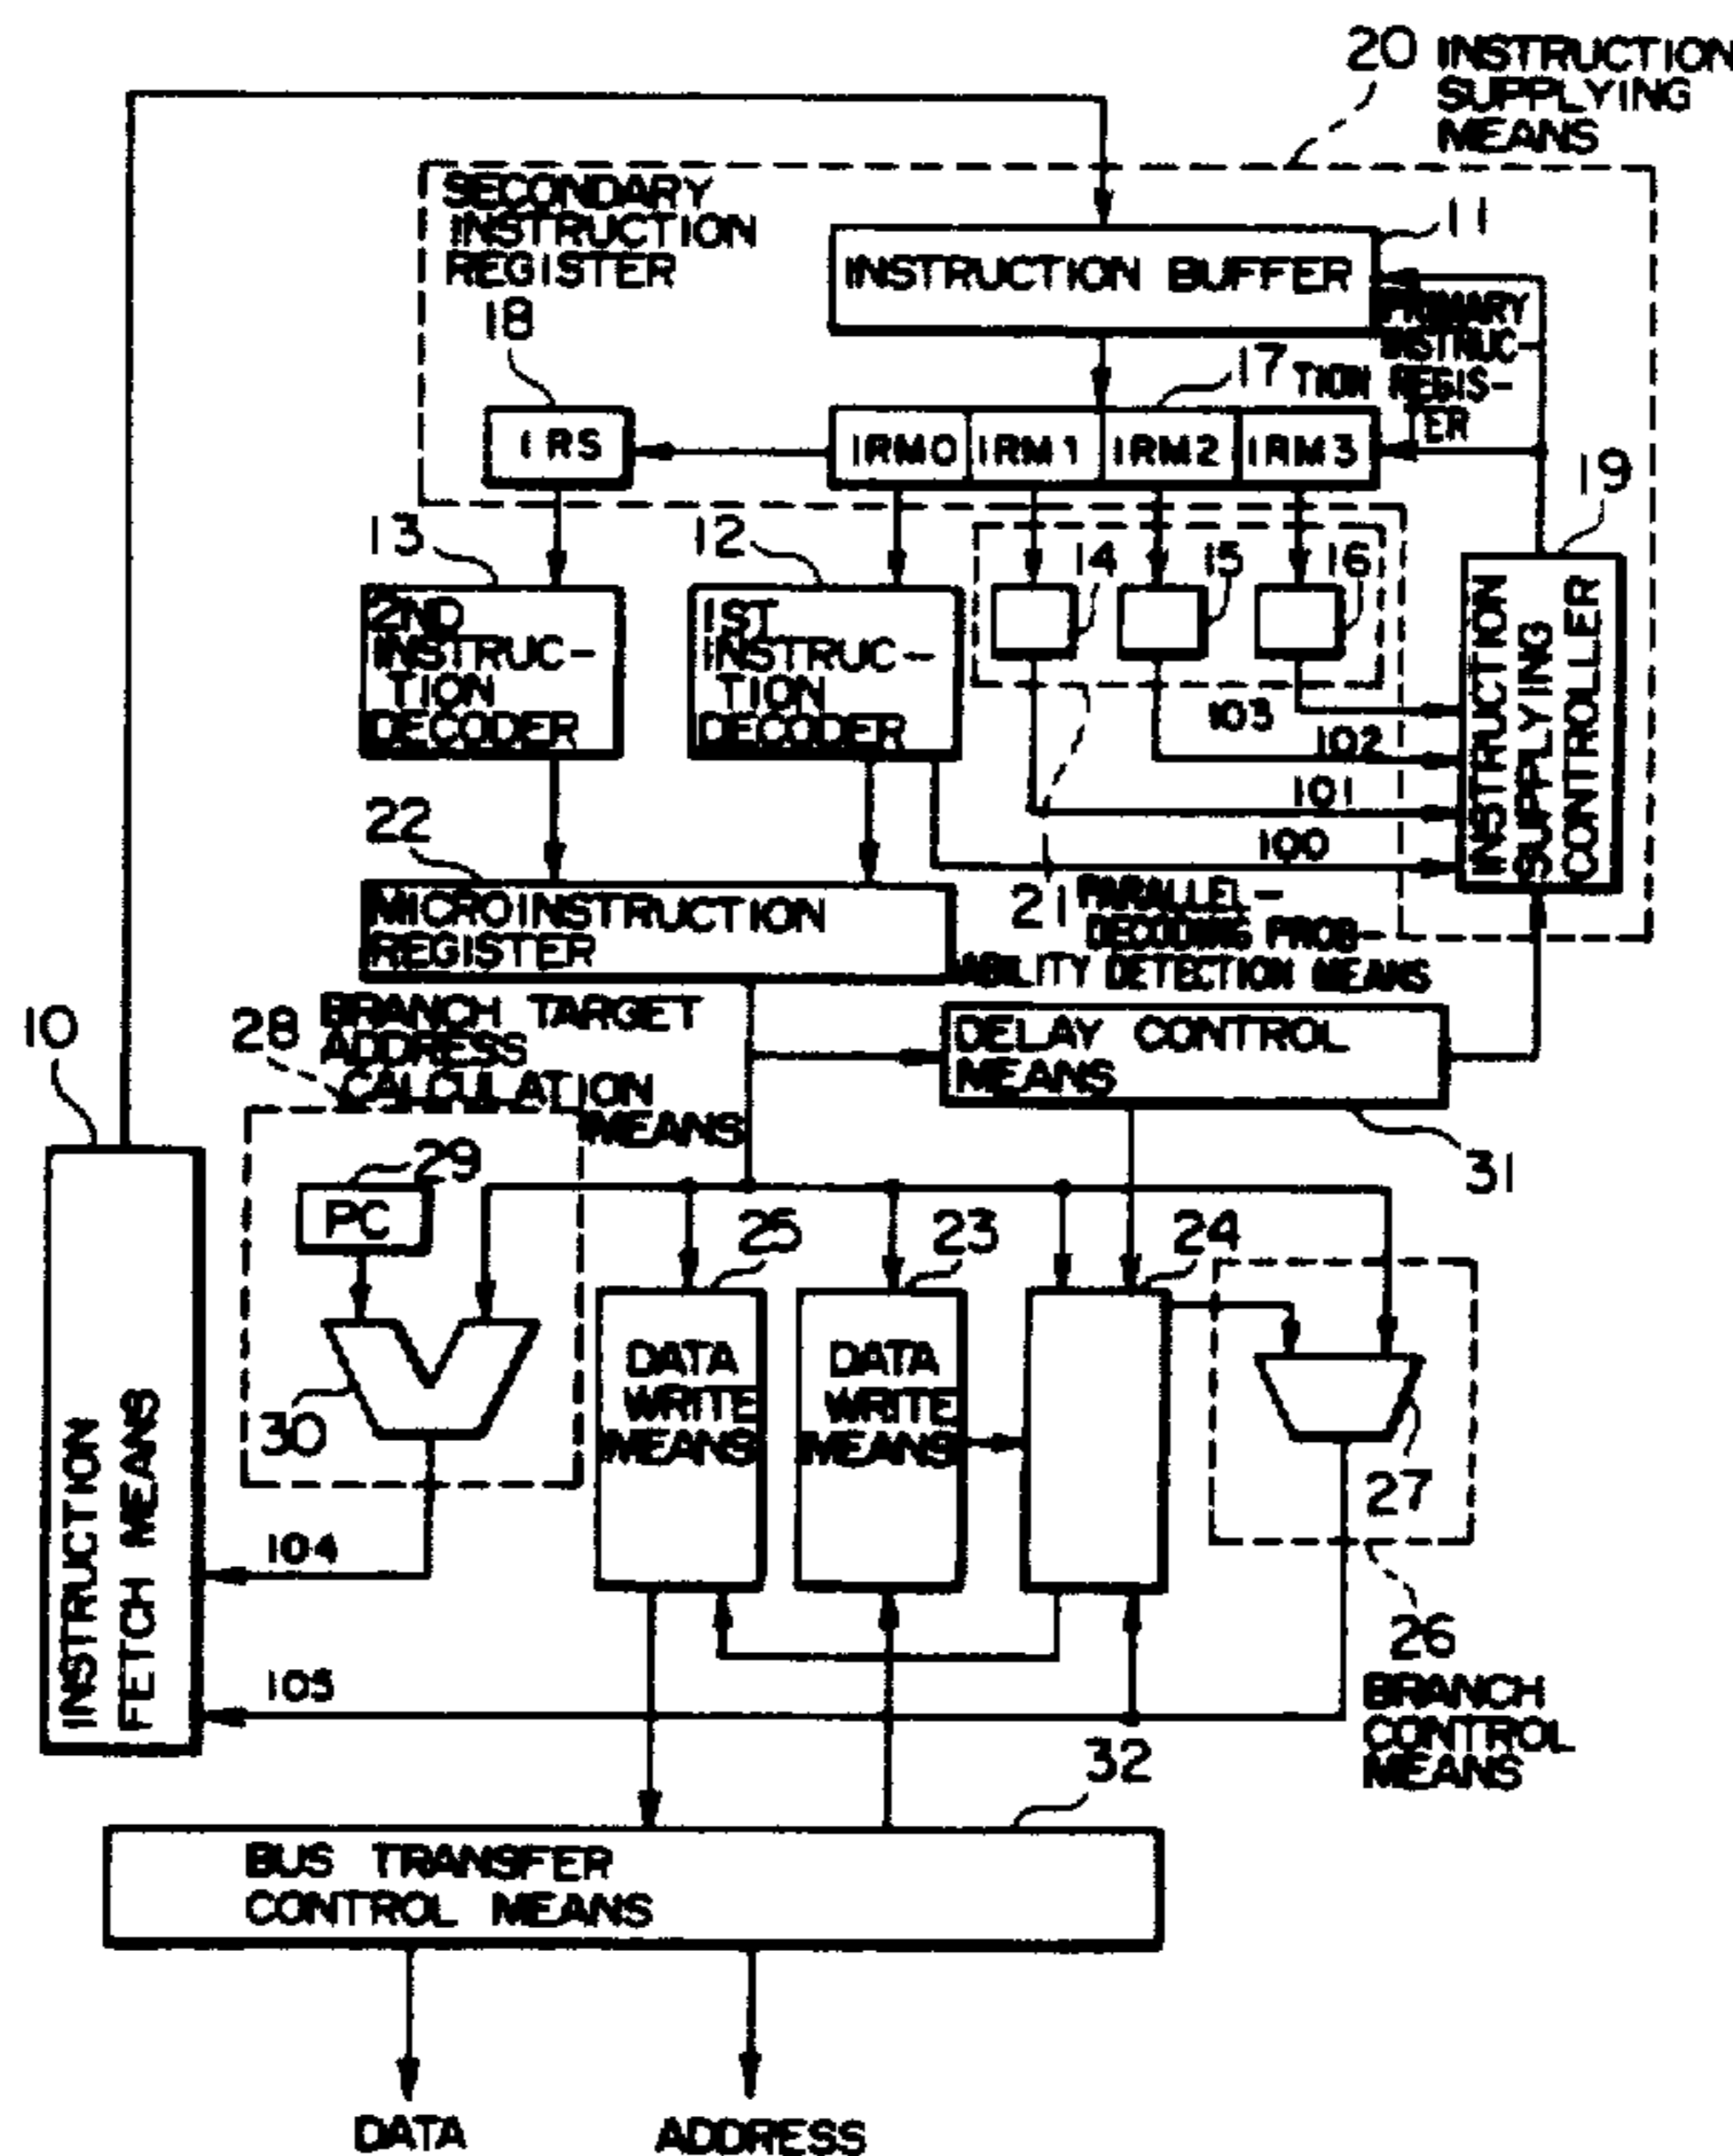 20 INSTRUCTION
SUPPLYING
MEANS
SECONDARY
INSTRUCTION
REGISTER
18
11
INSTRUCTION BUFFER
PRIMARY
INSTRUC-
TION REGIS-
TER
17
IRS
IRM0
IRM1
IRM2
IRM3
19
13
12
14
15
16
2ND
INSTRUC-
TION
DECODER
1ST
INSTRUC-
TION
DECODER
INSTRUCTION
SUPPLYING
CONTROLLER
103
102
101
100
22
MICROINSTRUCTION
REGISTER
21 PARALLEL-
DECODING PROB-
ABILITY DETECTION MEANS
10
28
BRANCH TARGET
ADDRESS
CALCULATION
MEANS
DELAY CONTROL
MEANS
31
29
PC
25
23
24
30
DATA
WRITE
MEANS
DATA
WRITE
MEANS
27
INSTRUCTION
FETCH MEANS
104
105
26
BRANCH
CONTROL
MEANS
32
BUS TRANSFER
CONTROL MEANS
DATA
ADDRESS